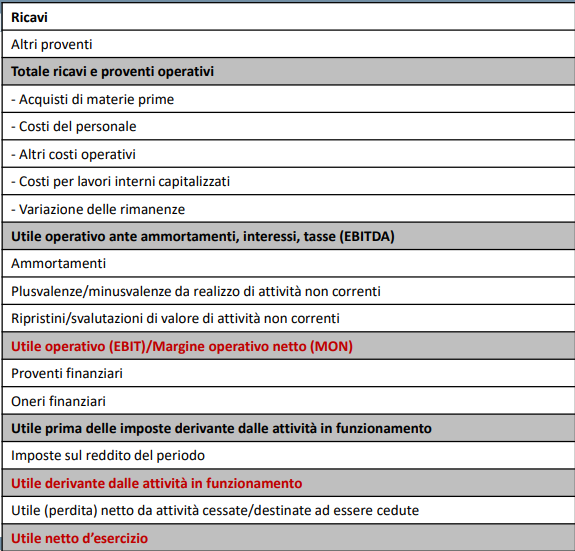 Ricavi
Altri proventi
Totale ricavi e proventi operativi
- Acquisti di materie prime
- Costi del personale
- Altri costi operativi
- Costi per lavori interni capitalizzati
- Variazione delle rimanenze
Utile operativo ante ammortamenti, interessi, tasse (EBITDA)
Ammortamenti
Plusvalenze/minusvalenze da realizzo di attività non correnti
Ripristini/svalutazioni di valore di attività non correnti
Utile operativo (EBIT)/Margine operativo netto (MON)
Proventi finanziari
Oneri finanziari
Utile prima delle imposte derivante dalle attività in funzionamento
Imposte sul reddito del periodo
Utile derivante dalle attività in funzionamento
Utile (perdita) netto da attività cessate/destinate ad essere cedute
Utile netto d’esercizio